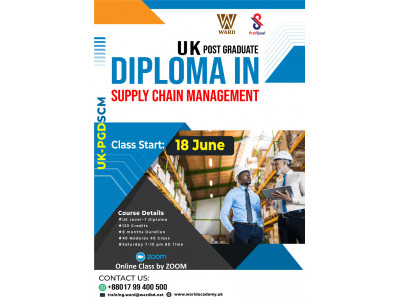 WARD
ProfQual
UK POST GRADUATE
DIPLOMA IN
SUPPLY CHAIN MANAGEMENT
UK-PGDSCM
Class Start: 18 June
Course Details
UK Level-7 Diploma
120 Credits
8 months Duration
40 Modules 40 Class
Saturday 7-10 pm BD Time
zoom
Online Class by ZOOM
CONTACT US:
+88017 99 400 500
training.ward@wardbd.net
www.worldacademy.uk